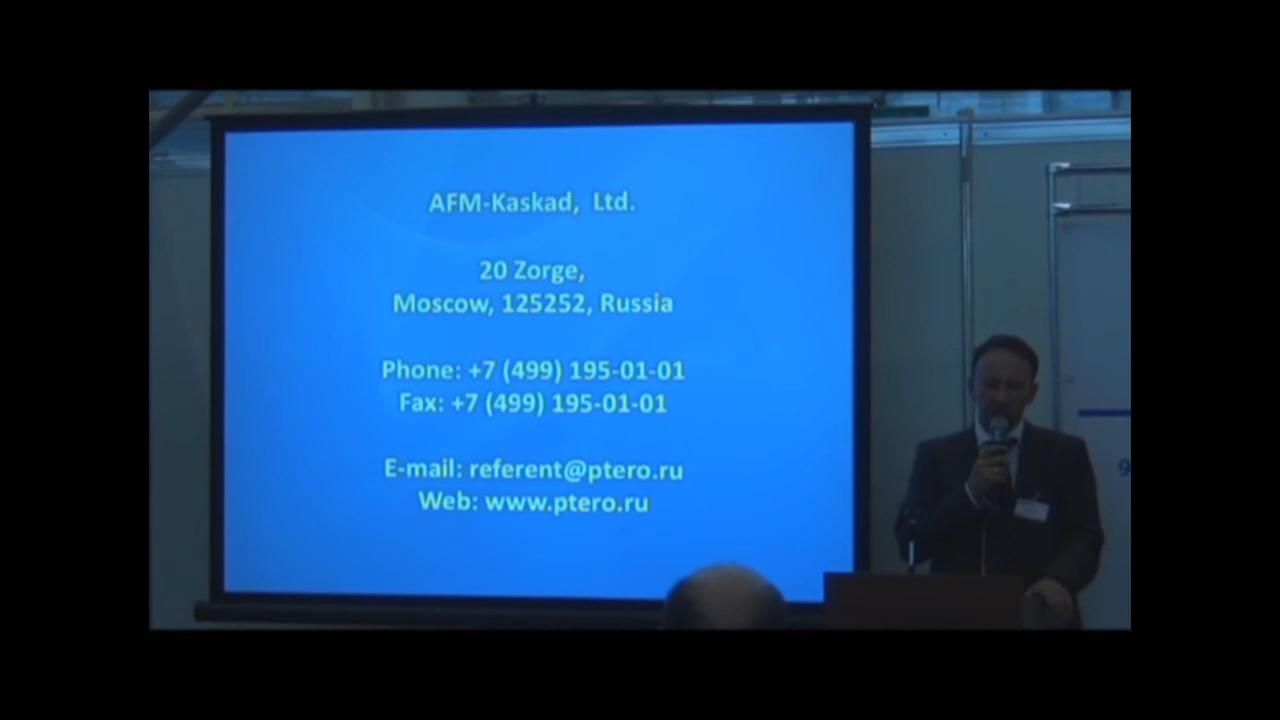 AFM-Kaskad, Ltd.
20 Zorge,
Moscow, 125252, Russia
Phone: +7 (499) 195-01-01
Fax: +7 (499) 195-01-01
E-mail: referent@ptero.ru
Web: www.ptero.ru
9